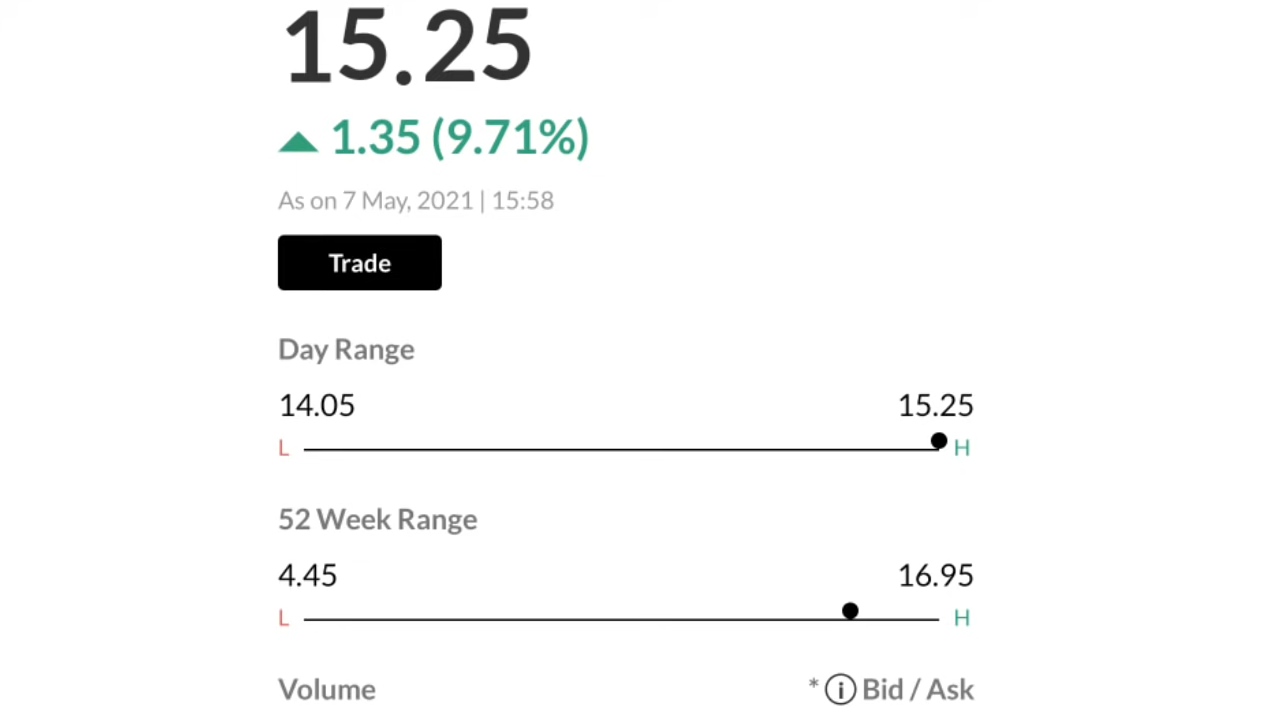 15.25
▲ 1.35 (9.71%)
As on 7 May, 2021 | 15:58
Trade
Day Range
14.05 15.25
L H
52 Week Range
4.45 16.95
L H
Volume * ⓘ Bid / Ask